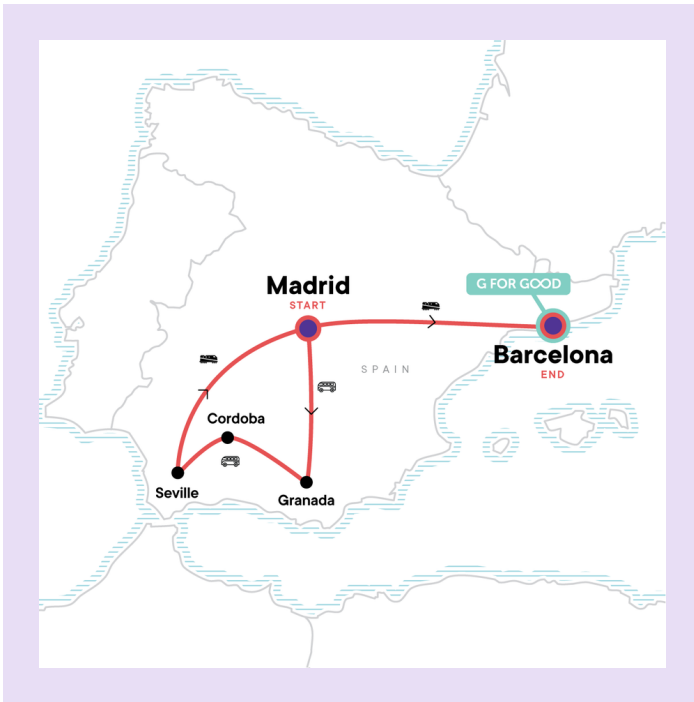 Madrid
START
G FOR GOOD
Barcelona
END
SPAIN
Cordoba
Seville
Granada